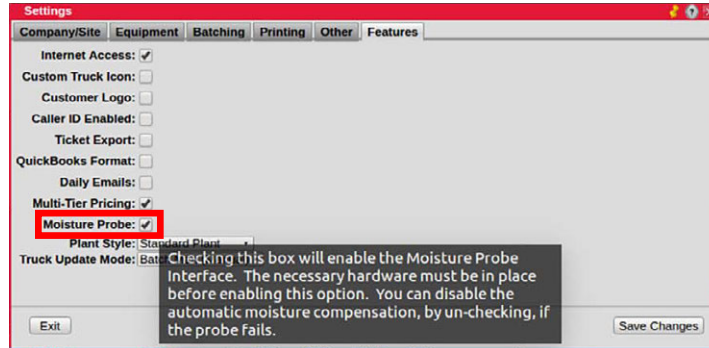 Settings
Company/Site Equipment Batching Printing Other Features
Internet Access:
Custom Truck Icon:
Customer Logo:
Caller ID Enabled:
Ticket Export:
QuickBooks Format:
Daily Emails:
Multi-Tier Pricing:
Moisture Probe:
Plant Style: Standard Plant
Truck Update Mode:
Checking this box will enable the Moisture Probe
Interface. The necessary hardware must be in place
before enabling this option. You can disable the
automatic moisture compensation, by un-checking, if
the probe fails.
Exit
Save Changes